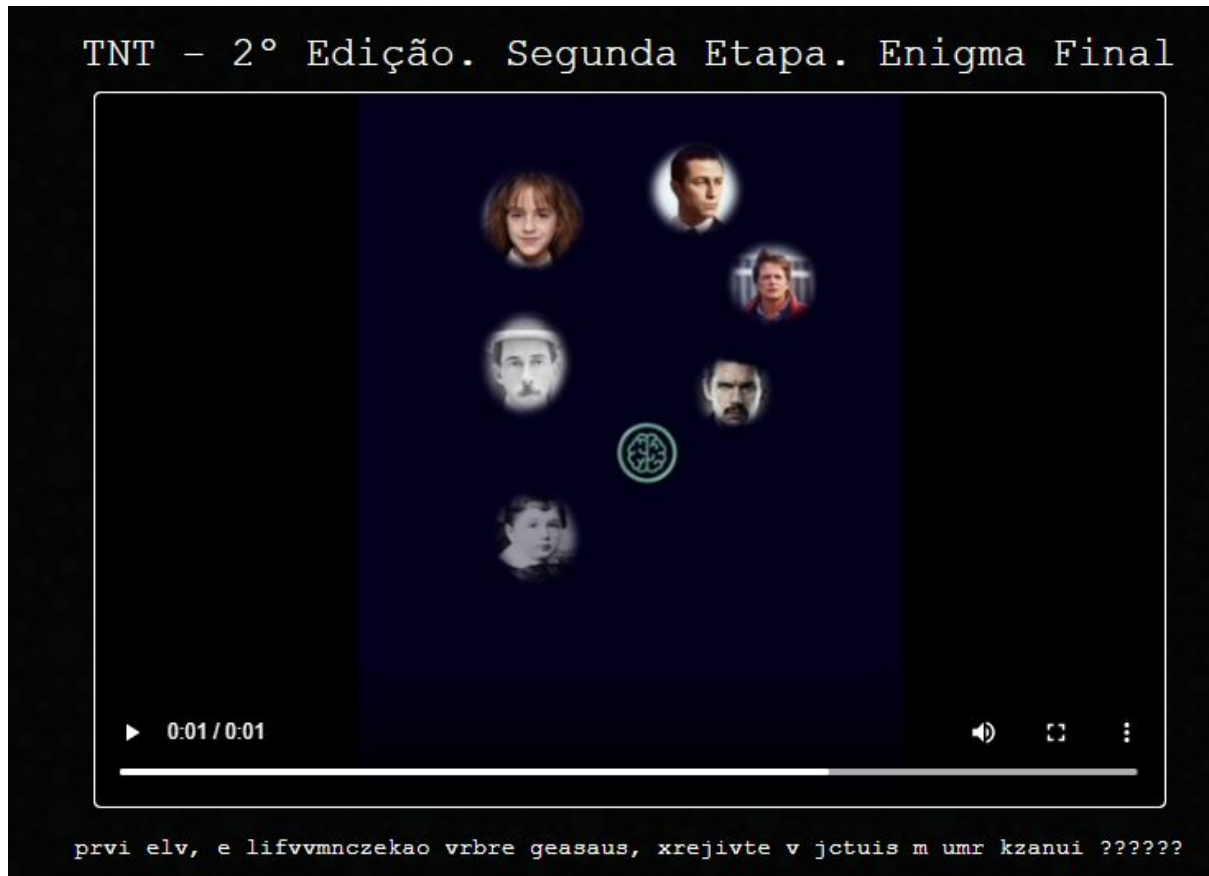 TNT - 2º Edição. Segunda Etapa. Enigma Final
0:01 / 0:01
prvi elv, e lifvvmnczekao vrbre geasaus, xrejivte v jctuis m umr kzanui ??????